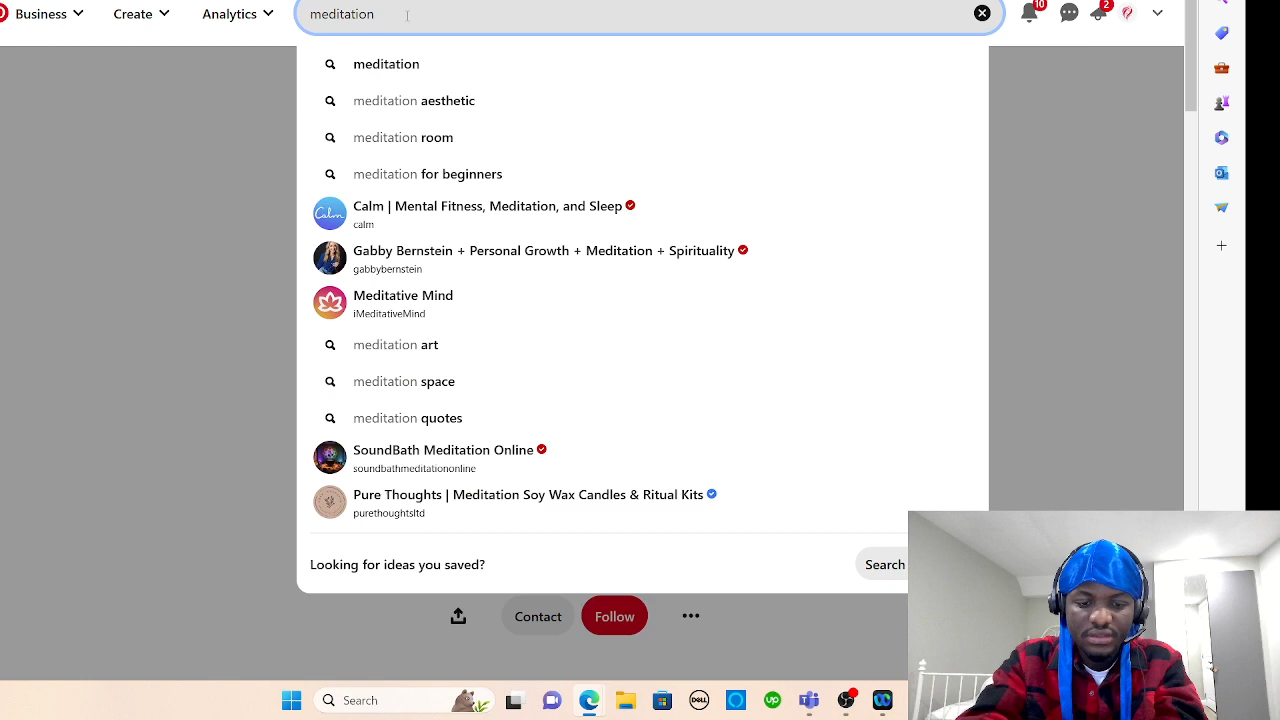 Business
Create
Analytics
meditation
10
2
meditation
meditation aesthetic
meditation room
meditation for beginners
Calm
Calm | Mental Fitness, Meditation, and Sleep
calm
Gabby Bernstein + Personal Growth + Meditation + Spirituality
gabbybernstein
Meditative Mind
iMeditativeMind
meditation art
meditation space
meditation quotes
SoundBath Meditation Online
soundbathmeditationonline
Pure Thoughts | Meditation Soy Wax Candles & Ritual Kits
purethoughtsltd
Looking for ideas you saved?
Search
Contact
Follow
Search
DELL
up